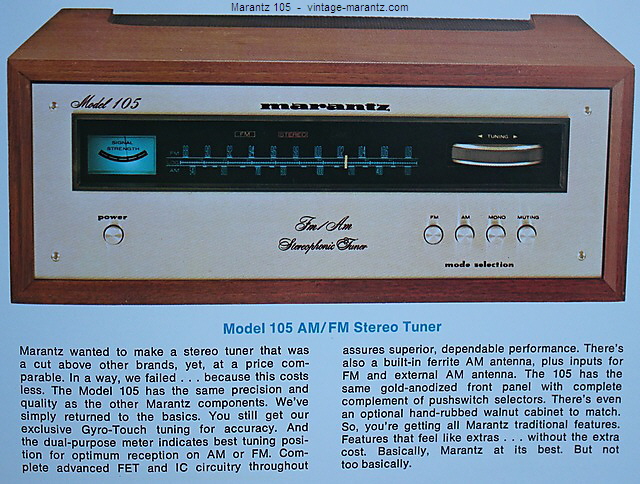 Marantz 105 - vintage-marantz.com
Model 105
marantz
◄ TUNING ►
SIGNAL
STRENGTH
FM STEREO
FM
AM
power
Fm/Am
Stereophonic Tuner
FM AM MONO MUTING
mode selection
Model 105 AM/FM Stereo Tuner
Marantz wanted to make a stereo tuner that was
a cut above other brands, yet, at a price com-
parable. In a way, we failed . . . because this costs
less. The Model 105 has the same precision and
quality as the other Marantz components. We've
simply returned to the basics. You still get our
exclusive Gyro-Touch tuning for accuracy. And
the dual-purpose meter indicates best tuning posi-
tion for optimum reception on AM or FM. Com-
plete advanced FET and IC circuitry throughout
assures superior, dependable performance. There's
also a built-in ferrite AM antenna, plus inputs for
FM and external AM antenna. The 105 has the
same gold-anodized front panel with complete
complement of pushswitch selectors. There's even
an optional hand-rubbed walnut cabinet to match.
So, you're getting all Marantz traditional features.
Features that feel like extras . . . without the extra
cost. Basically, Marantz at its best. But not
too basically.